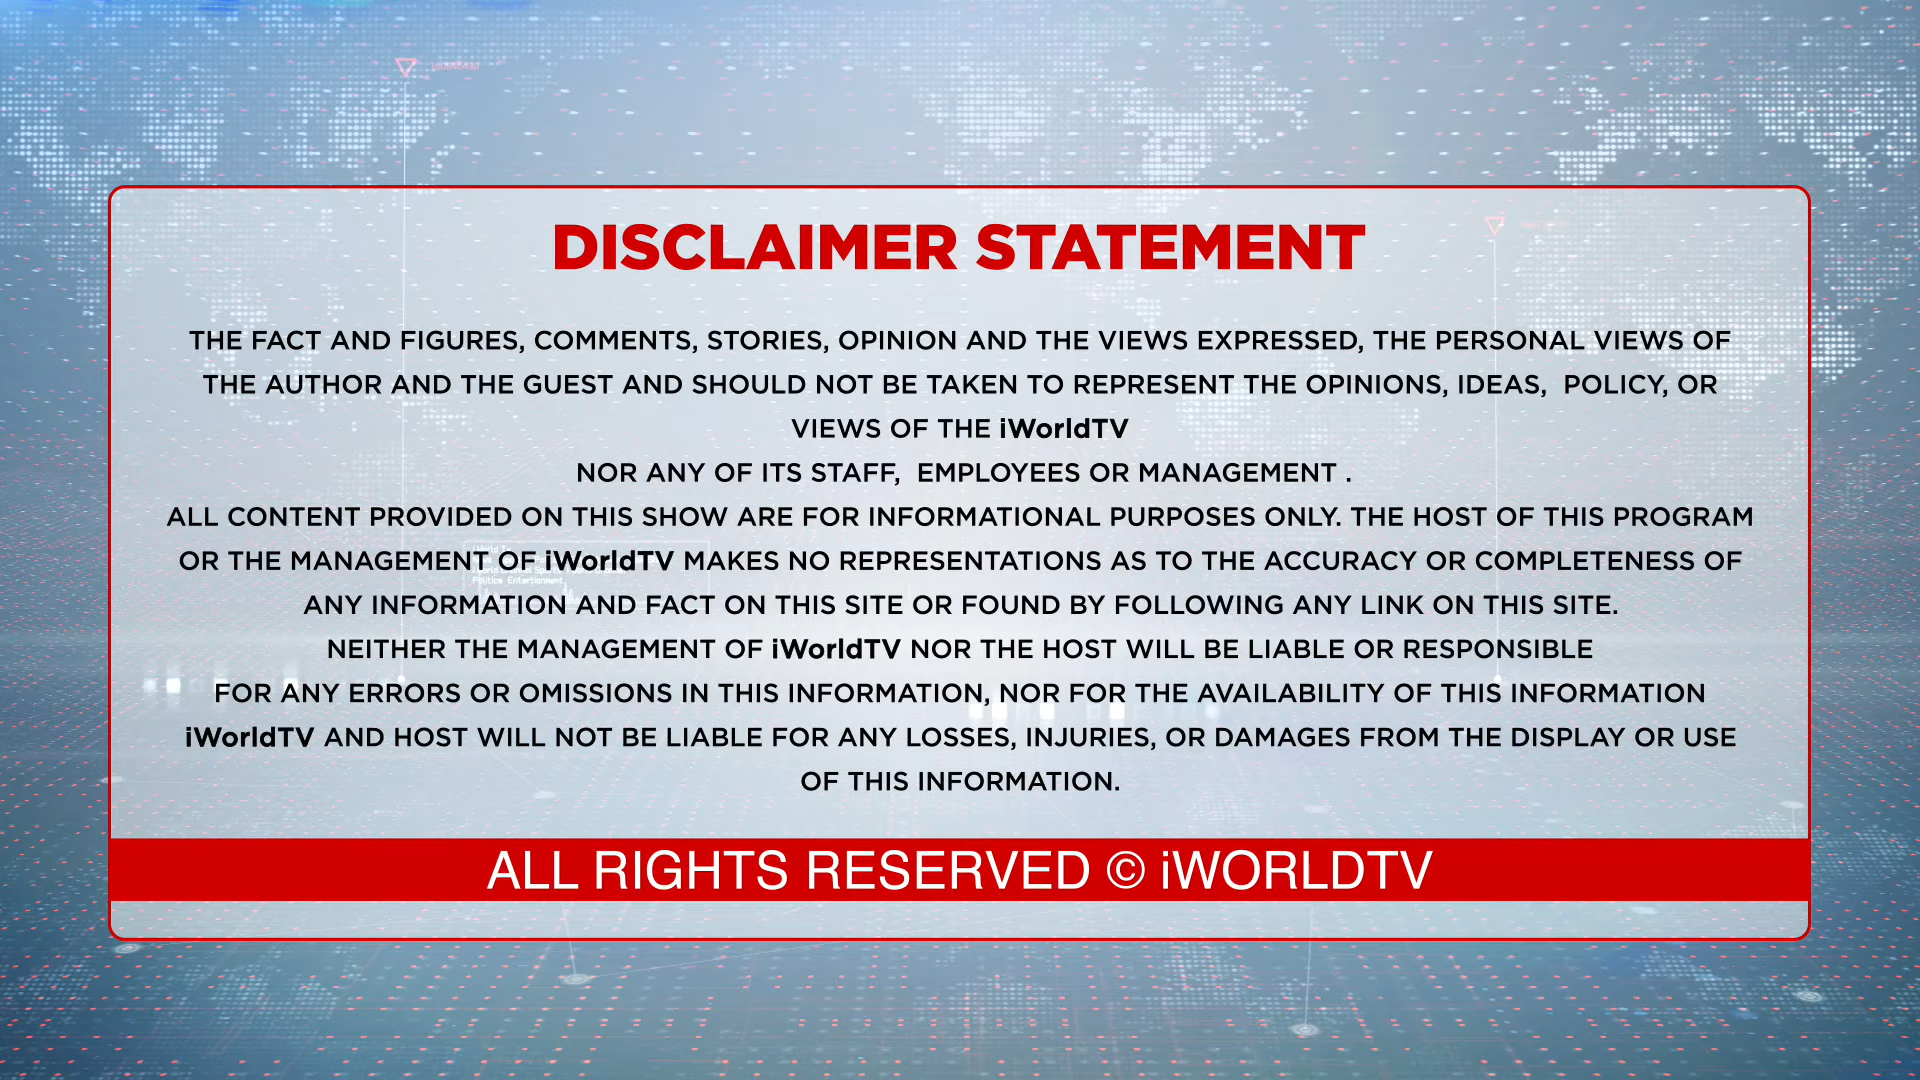 DISCLAIMER STATEMENT
THE FACT AND FIGURES, COMMENTS, STORIES, OPINION AND THE VIEWS EXPRESSED, THE PERSONAL VIEWS OF
THE AUTHOR AND THE GUEST AND SHOULD NOT BE TAKEN TO REPRESENT THE OPINIONS, IDEAS,  POLICY, OR
VIEWS OF THE iWorldTV
NOR ANY OF ITS STAFF,  EMPLOYEES OR MANAGEMENT .
ALL CONTENT PROVIDED ON THIS SHOW ARE FOR INFORMATIONAL PURPOSES ONLY. THE HOST OF THIS PROGRAM
OR THE MANAGEMENT OF iWorldTV MAKES NO REPRESENTATIONS AS TO THE ACCURACY OR COMPLETENESS OF
Politice Entertionment
ANY INFORMATION AND FACT ON THIS SITE OR FOUND BY FOLLOWING ANY LINK ON THIS SITE.
NEITHER THE MANAGEMENT OF iWorldTV NOR THE HOST WILL BE LIABLE OR RESPONSIBLE
FOR ANY ERRORS OR OMISSIONS IN THIS INFORMATION, NOR FOR THE AVAILABILITY OF THIS INFORMATION
iWorldTV AND HOST WILL NOT BE LIABLE FOR ANY LOSSES, INJURIES, OR DAMAGES FROM THE DISPLAY OR USE
OF THIS INFORMATION.
ALL RIGHTS RESERVED © iWORLDTV